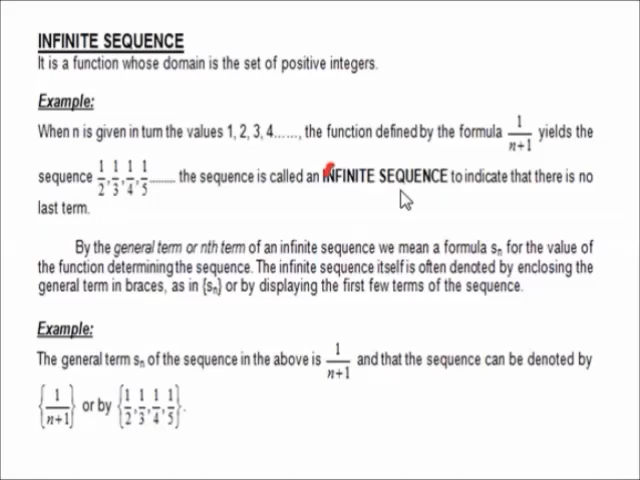 INFINITE SEQUENCE
It is a function whose domain is the set of positive integers.
Example:
When n is given in turn the values 1, 2, 3, 4......, the function defined by the formula 1/(n+1) yields the
sequence 1/2, 1/3, 1/4, 1/5 ......... the sequence is called an INFINITE SEQUENCE to indicate that there is no
last term.
By the general term or nth term of an infinite sequence we mean a formula sₙ for the value of
the function determining the sequence. The infinite sequence itself is often denoted by enclosing the
general term in braces, as in {sₙ} or by displaying the first few terms of the sequence.
Example:
The general term sₙ of the sequence in the above is 1/(n+1) and that the sequence can be denoted by
{1/(n+1)} or by {1/2, 1/3, 1/4, 1/5}.